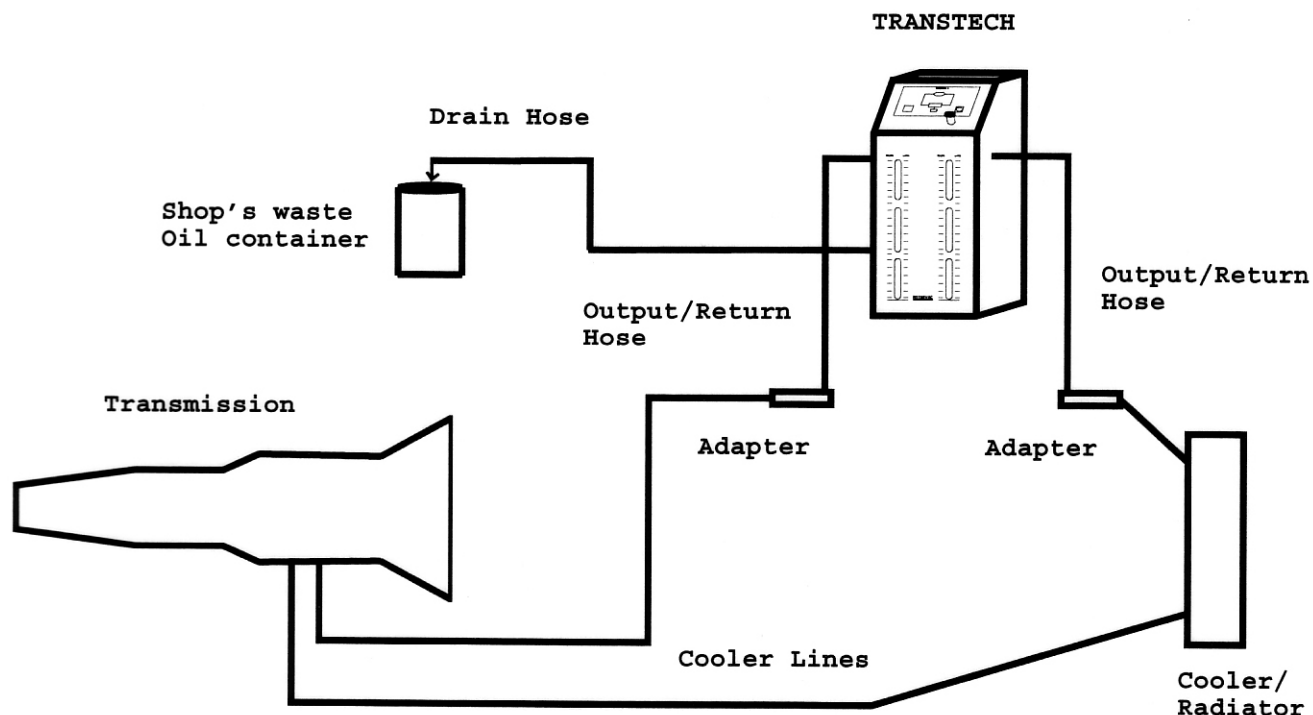 TRANSTECH
Drain Hose
Shop's waste
Oil container
Output/Return
Hose
Output/Return
Hose
Transmission
Adapter
Adapter
Cooler Lines
Cooler/
Radiator